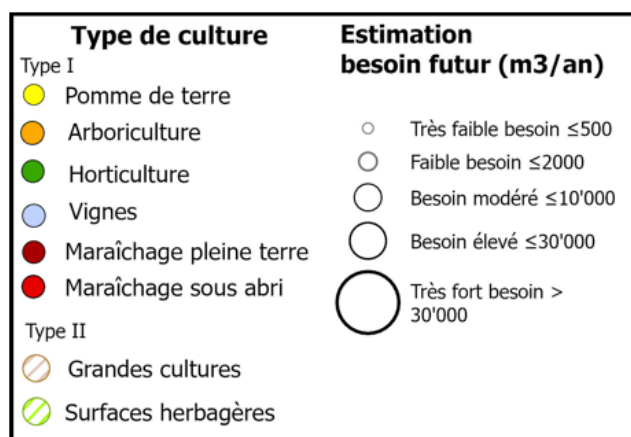 Type de culture
Type I
Pomme de terre
Arboriculture
Horticulture
Vignes
Maraîchage pleine terre
Maraîchage sous abri
Type II
Grandes cultures
Surfaces herbagères
Estimation
besoin futur (m3/an)
Très faible besoin ≤500
Faible besoin ≤2000
Besoin modéré ≤10'000
Besoin élevé ≤30'000
Très fort besoin >
30'000